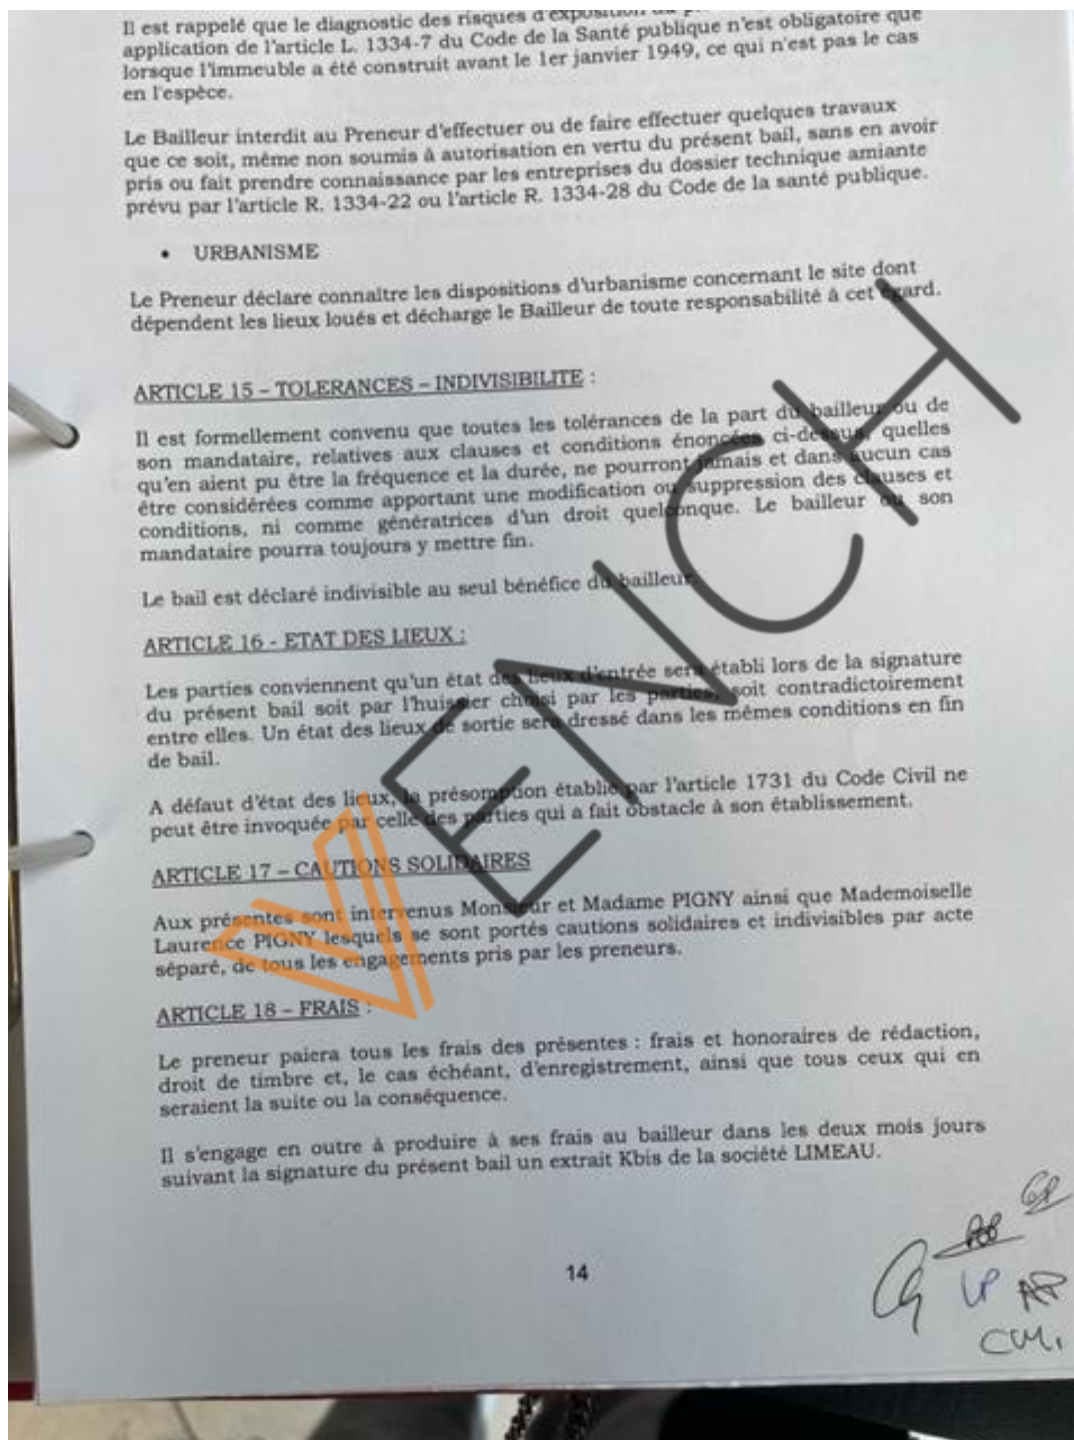 Il est rappelé que le diagnostic des risques d'exposition au
application de l'article L. 1334-7 du Code de la Santé publique n'est obligatoire que
lorsque l'immeuble a été construit avant le 1er janvier 1949, ce qui n'est pas le cas
en l'espèce.
Le Bailleur interdit au Preneur d'effectuer ou de faire effectuer quelques travaux
que ce soit, même non soumis à autorisation en vertu du présent bail, sans en avoir
pris ou fait prendre connaissance par les entreprises du dossier technique amiante
prévu par l'article R. 1334-22 ou l'article R. 1334-28 du Code de la santé publique.
• URBANISME
Le Preneur déclare connaître les dispositions d'urbanisme concernant le site dont
dépendent les lieux loués et décharge le Bailleur de toute responsabilité à cet égard.
ARTICLE 15 – TOLERANCES – INDIVISIBILITE :
Il est formellement convenu que toutes les tolérances de la part du bailleur ou de
son mandataire, relatives aux clauses et conditions énoncées ci-dessus, quelles
qu'en aient pu être la fréquence et la durée, ne pourront jamais et dans aucun cas
être considérées comme apportant une modification ou suppression des clauses et
conditions, ni comme génératrices d'un droit quelconque. Le bailleur ou son
mandataire pourra toujours y mettre fin.
Le bail est déclaré indivisible au seul bénéfice du bailleur.
ARTICLE 16 - ETAT DES LIEUX :
Les parties conviennent qu'un état des lieux d'entrée sera établi lors de la signature
du présent bail soit par l'huissier choisi par les parties, soit contradictoirement
entre elles. Un état des lieux de sortie sera dressé dans les mêmes conditions en fin
de bail.
A défaut d'état des lieux, la présomption établie par l'article 1731 du Code Civil ne
peut être invoquée par celle des parties qui a fait obstacle à son établissement.
ARTICLE 17 – CAUTIONS SOLIDAIRES
Aux présentes sont intervenus Monsieur et Madame PIGNY ainsi que Mademoiselle
Laurence PIGNY lesquels se sont portés cautions solidaires et indivisibles par acte
séparé, de tous les engagements pris par les preneurs.
ARTICLE 18 – FRAIS :
Le preneur paiera tous les frais des présentes : frais et honoraires de rédaction,
droit de timbre et, le cas échéant, d'enregistrement, ainsi que tous ceux qui en
seraient la suite ou la conséquence.
Il s'engage en outre à produire à ses frais au bailleur dans les deux mois jours
suivant la signature du présent bail un extrait Kbis de la société LIMEAU.
14
LP AP
VENCH